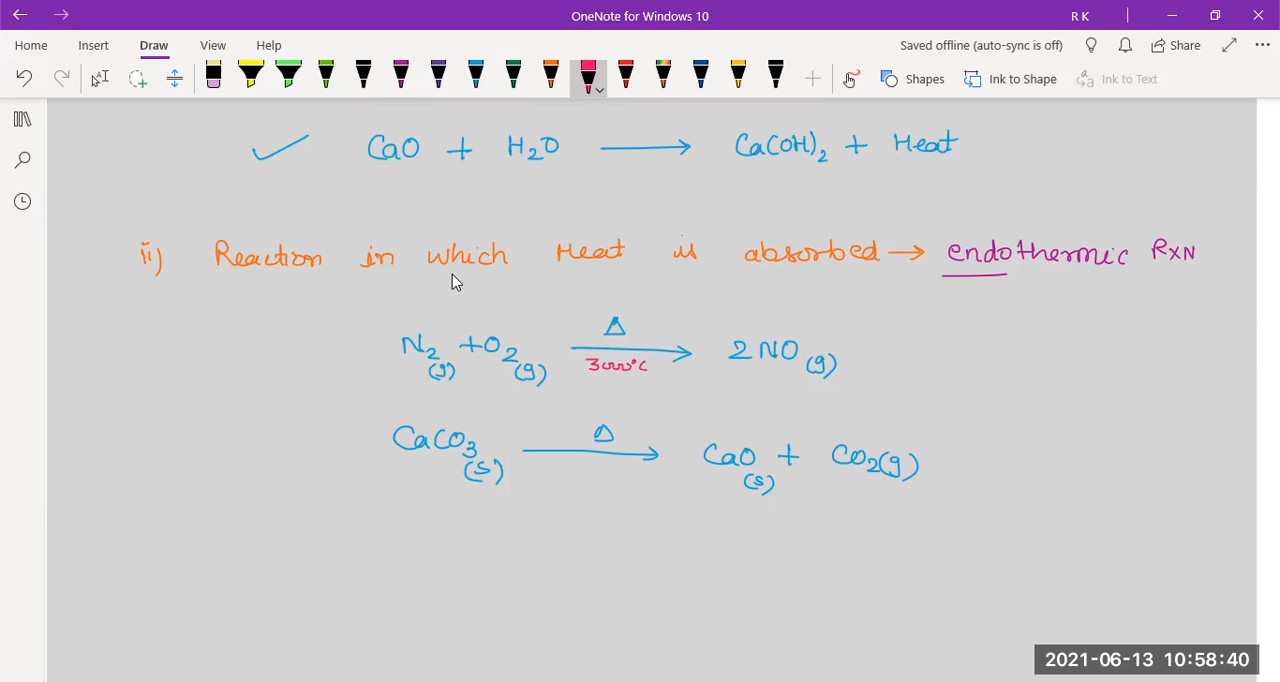 OneNote for Windows 10
R K
Home Insert Draw View Help
Saved offline (auto-sync is off) Share
Shapes Ink to Shape Ink to Text
CaO + H2O → Ca(OH)2 + Heat
ii) Reaction in which Heat is absorbed → endothermic RXN
Δ
N2(g) + O2(g) → 2NO(g)
3000°C
Δ
CaCO3(s) → CaO(s) + CO2(g)
2021-06-13 10:58:40